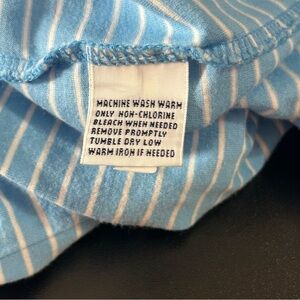 MACHINE WASH WARM
ONLY NON-CHLORINE
BLEACH WHEN NEEDED
REMOVE PROMPTLY
TUMBLE DRY LOW
WARM IRON IF NEEDED